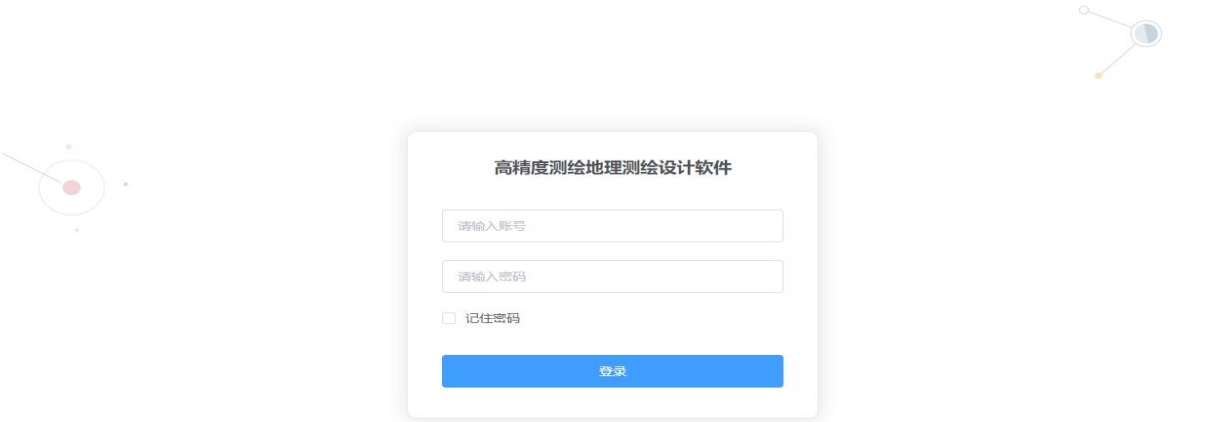 高精度测绘地理测绘设计软件
请输入账号
请输入密码
记住密码
登录